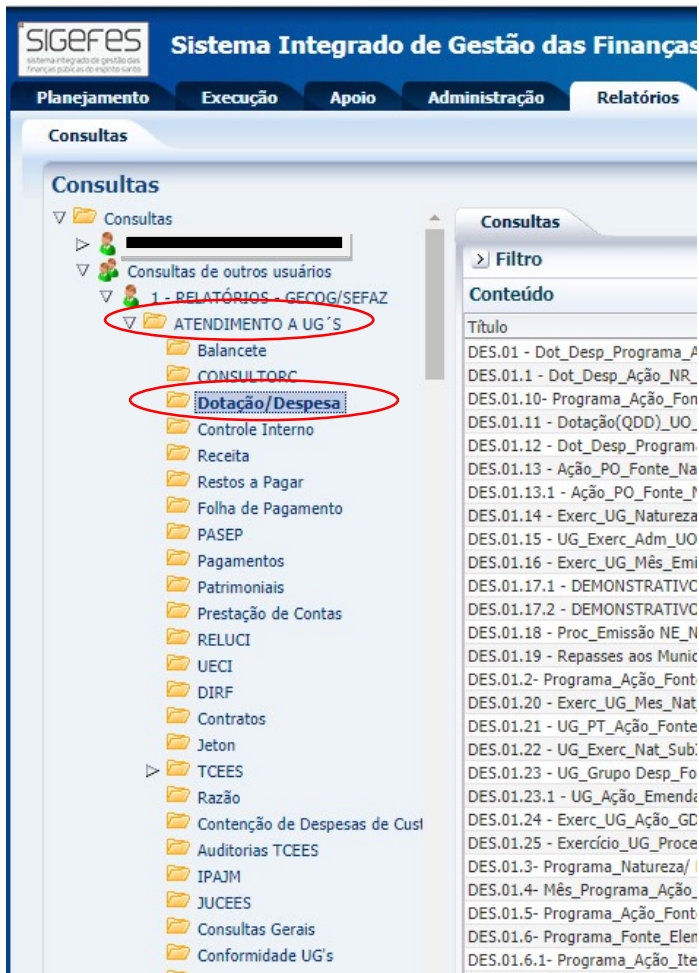 SIGEFES
sistema integrado de gestão das
finanças públicas do espírito santo
Sistema Integrado de Gestão das Finanças
Planejamento Execução Apoio Administração Relatórios
Consultas
Consultas
Consultas
Consultas de outros usuários
1 - RELATÓRIOS - GECOG/SEFAZ
ATENDIMENTO A UG´S
Balancete
CONSULTORC
Dotação/Despesa
Controle Interno
Receita
Restos a Pagar
Folha de Pagamento
PASEP
Pagamentos
Patrimoniais
Prestação de Contas
RELUCI
UECI
DIRF
Contratos
Jeton
TCEES
Razão
Contenção de Despesas de Cust
Auditorias TCEES
IPAJM
JUCEES
Consultas Gerais
Conformidade UG's
Consultas
> Filtro
Conteúdo
Título
DES.01 - Dot_Desp_Programa_A
DES.01.1 - Dot_Desp_Ação_NR_
DES.01.10- Programa_Ação_Fon
DES.01.11 - Dotação(QDD)_UO_
DES.01.12 - Dot_Desp_Program
DES.01.13 - Ação_PO_Fonte_Na
DES.01.13.1 - Ação_PO_Fonte_N
DES.01.14 - Exerc_UG_Natureza
DES.01.15 - UG_Exerc_Adm_UO
DES.01.16 - Exerc_UG_Mês_Emi
DES.01.17.1 - DEMONSTRATIVO
DES.01.17.2 - DEMONSTRATIVO
DES.01.18 - Proc_Emissão NE_N
DES.01.19 - Repasses aos Munic
DES.01.2- Programa_Ação_Font
DES.01.20 - Exerc_UG_Mes_Nat
DES.01.21 - UG_PT_Ação_Fonte
DES.01.22 - UG_Exerc_Nat_SubI
DES.01.23 - UG_Grupo Desp_Fo
DES.01.23.1 - UG_Ação_Emenda
DES.01.24 - Exerc_UG_Ação_GD
DES.01.25 - Exercício_UG_Proce
DES.01.3- Programa_Natureza/
DES.01.4- Mês_Programa_Ação_
DES.01.5- Programa_Ação_Font
DES.01.6- Programa_Fonte_Elem
DES.01.6.1- Programa_Ação_Ite